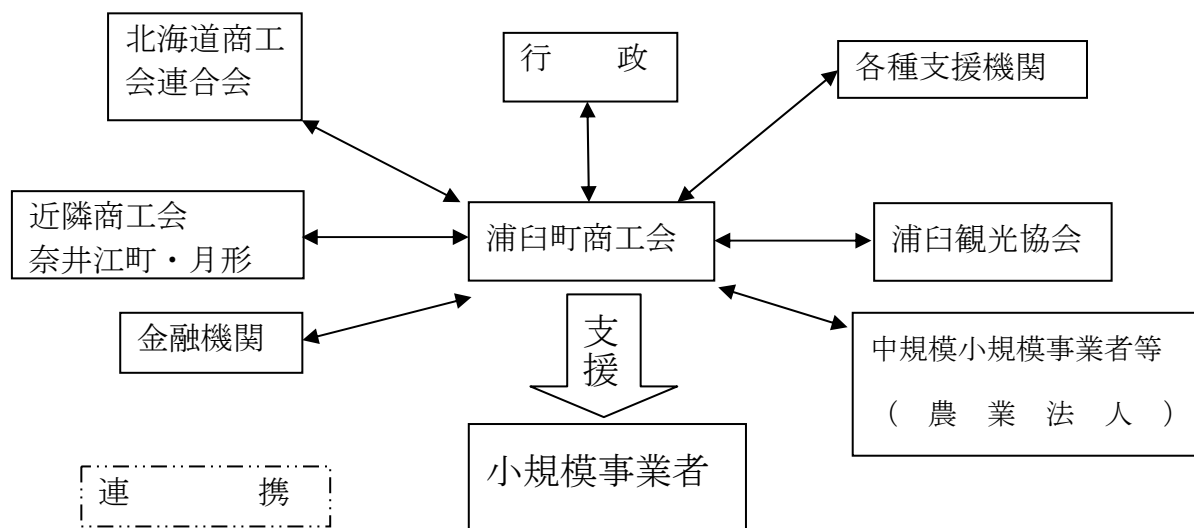 北海道商工
会連合会
行　　政
各種支援機関
近隣商工会
奈井江町・月形
浦臼町商工会
浦臼観光協会
金融機関
支
援
中規模小規模事業者等
（　農　業　法　人　）
小規模事業者
連　　　　携